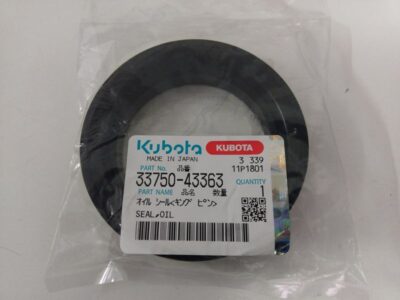 Kubota KUBOTA
MADE IN JAPAN
3 339
PART No. 品番
11P1801
33750-43363
QUANTITY
PART NAME 品名 数量
1
オイル シール<キング ピン>
SEAL,OIL